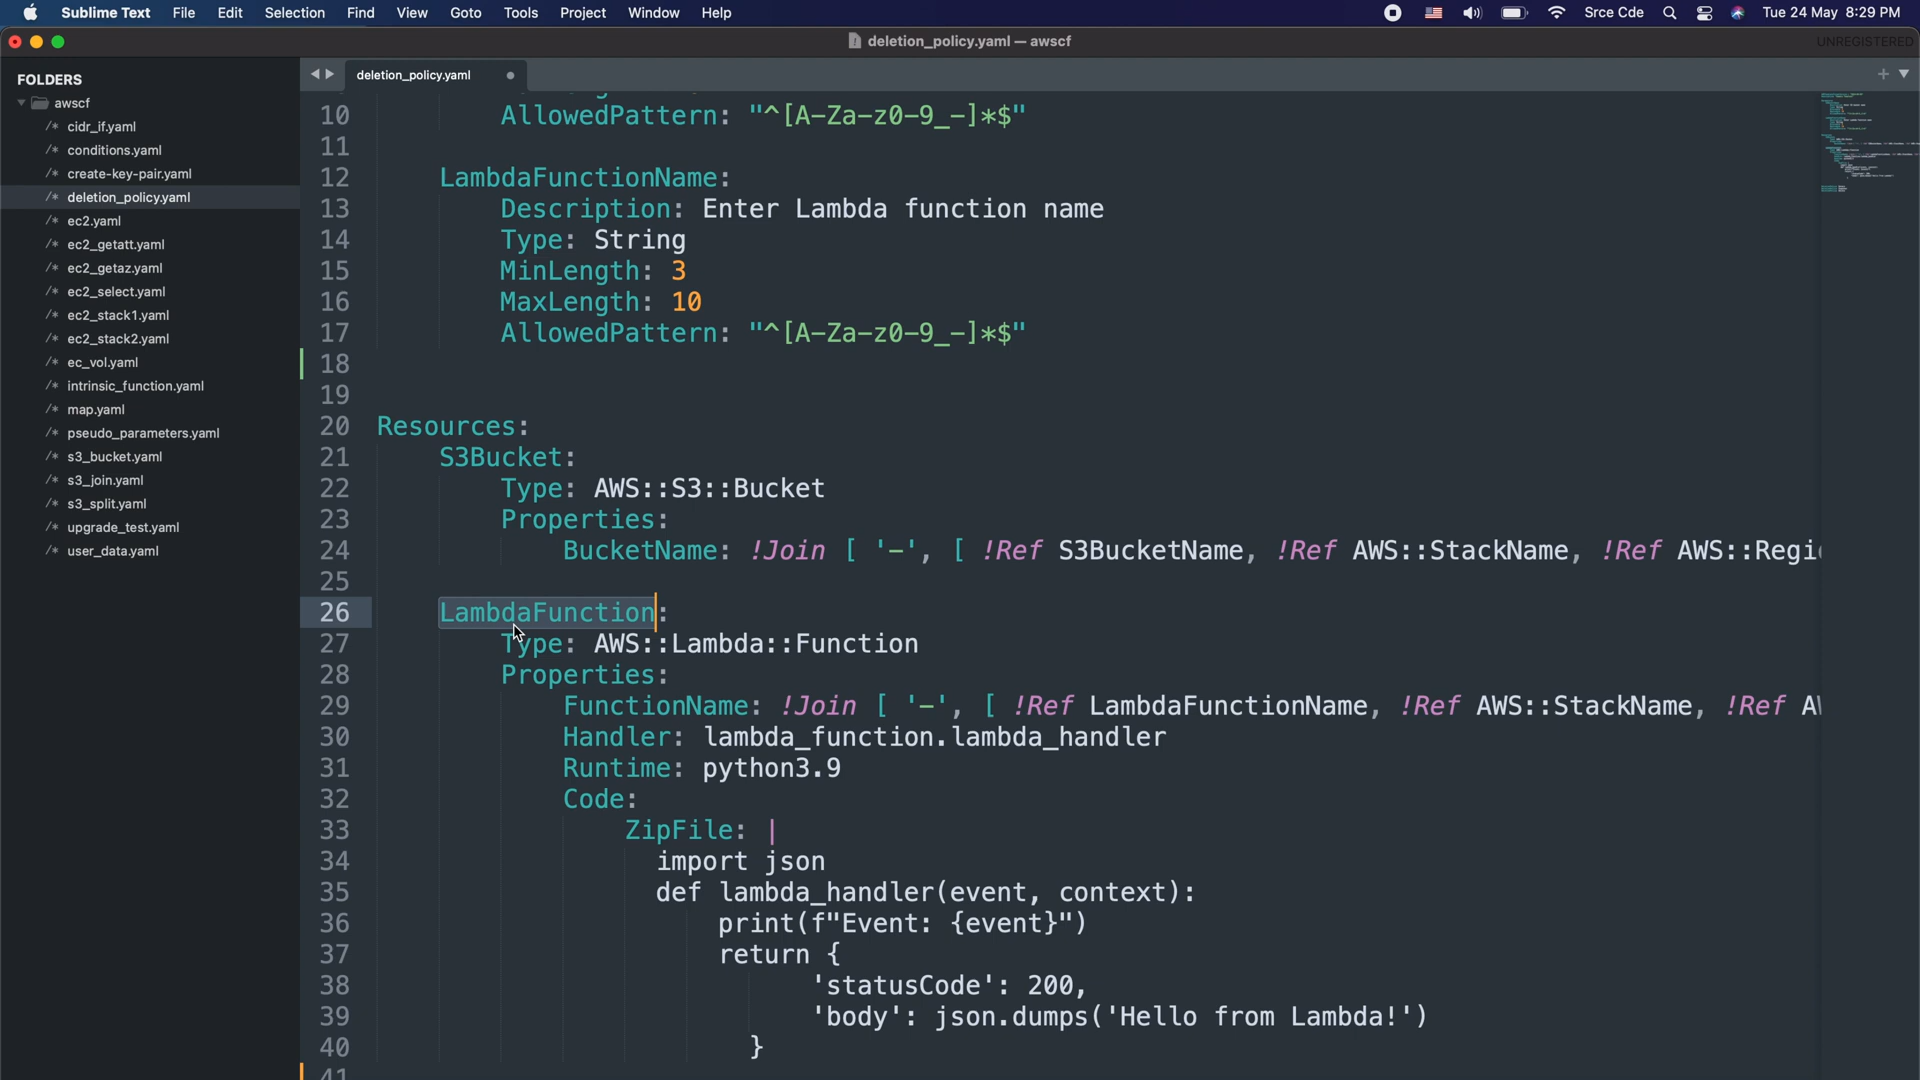 Sublime Text File Edit Selection Find View Goto Tools Project Window Help Srce Cde Tue 24 May 8:29 PM
deletion_policy.yaml — awscf UNREGISTERED
FOLDERS
awscf
/* cidr_if.yaml
/* conditions.yaml
/* create-key-pair.yaml
/* deletion_policy.yaml
/* ec2.yaml
/* ec2_getatt.yaml
/* ec2_getaz.yaml
/* ec2_select.yaml
/* ec2_stack1.yaml
/* ec2_stack2.yaml
/* ec_vol.yaml
/* intrinsic_function.yaml
/* map.yaml
/* pseudo_parameters.yaml
/* s3_bucket.yaml
/* s3_join.yaml
/* s3_split.yaml
/* upgrade_test.yaml
/* user_data.yaml
deletion_policy.yaml
10 AllowedPattern: "^[A-Za-z0-9_-]*$"
11
12 LambdaFunctionName:
13 Description: Enter Lambda function name
14 Type: String
15 MinLength: 3
16 MaxLength: 10
17 AllowedPattern: "^[A-Za-z0-9_-]*$"
18
19
20 Resources:
21 S3Bucket:
22 Type: AWS::S3::Bucket
23 Properties:
24 BucketName: !Join [ '-', [ !Ref S3BucketName, !Ref AWS::StackName, !Ref AWS::Regi
25
26 LambdaFunction:
27 Type: AWS::Lambda::Function
28 Properties:
29 FunctionName: !Join [ '-', [ !Ref LambdaFunctionName, !Ref AWS::StackName, !Ref A
30 Handler: lambda_function.lambda_handler
31 Runtime: python3.9
32 Code:
33 ZipFile: |
34 import json
35 def lambda_handler(event, context):
36 print(f"Event: {event}")
37 return {
38 'statusCode': 200,
39 'body': json.dumps('Hello from Lambda!')
40 }
41